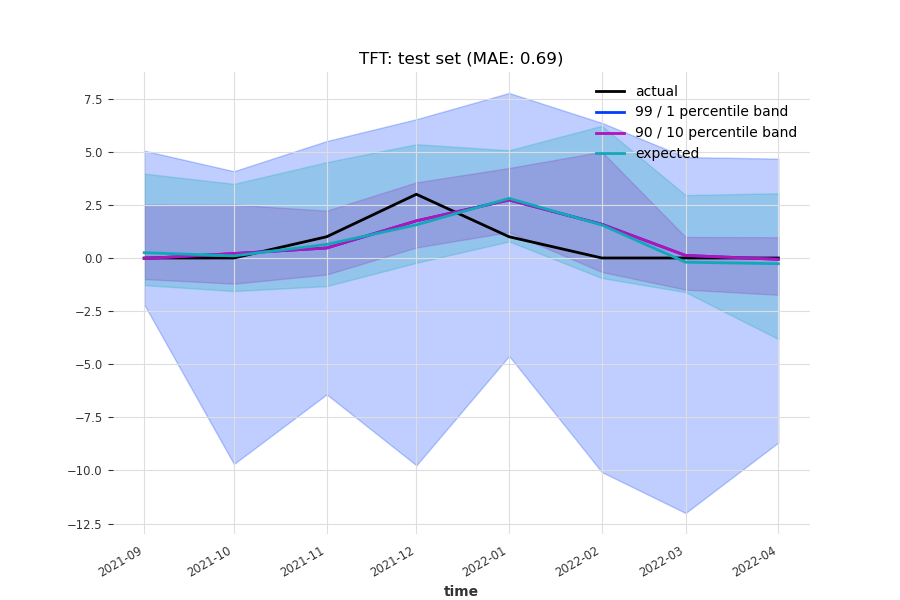 TFT: test set (MAE: 0.69)
actual
99 / 1 percentile band
90 / 10 percentile band
expected
7.5
5.0
2.5
0.0
−2.5
−5.0
−7.5
−10.0
−12.5
2021-09
2021-10
2021-11
2021-12
2022-01
2022-02
2022-03
2022-04
time